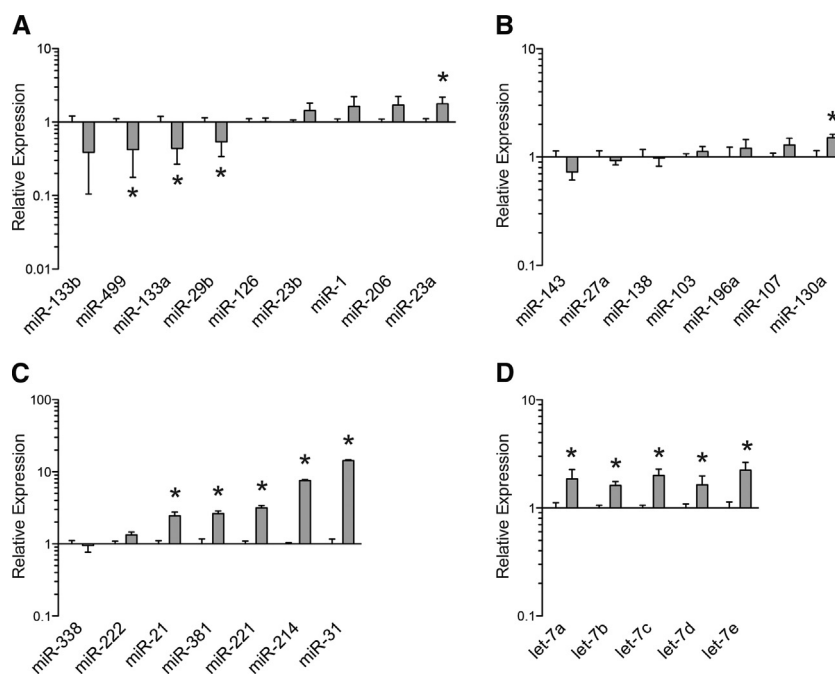 A
Relative Expression
10
1
0.1
0.01
*
*
*
*
miR-133b
miR-499
miR-133a
miR-29b
miR-126
miR-23b
miR-1
miR-206
miR-23a
B
Relative Expression
10
1
0.1
*
miR-143
miR-27a
miR-138
miR-103
miR-196a
miR-107
miR-130a
C
Relative Expression
100
10
1
0.1
*
*
*
*
*
miR-338
miR-222
miR-21
miR-381
miR-221
miR-214
miR-31
D
Relative Expression
10
1
0.1
*
*
*
*
*
let-7a
let-7b
let-7c
let-7d
let-7e